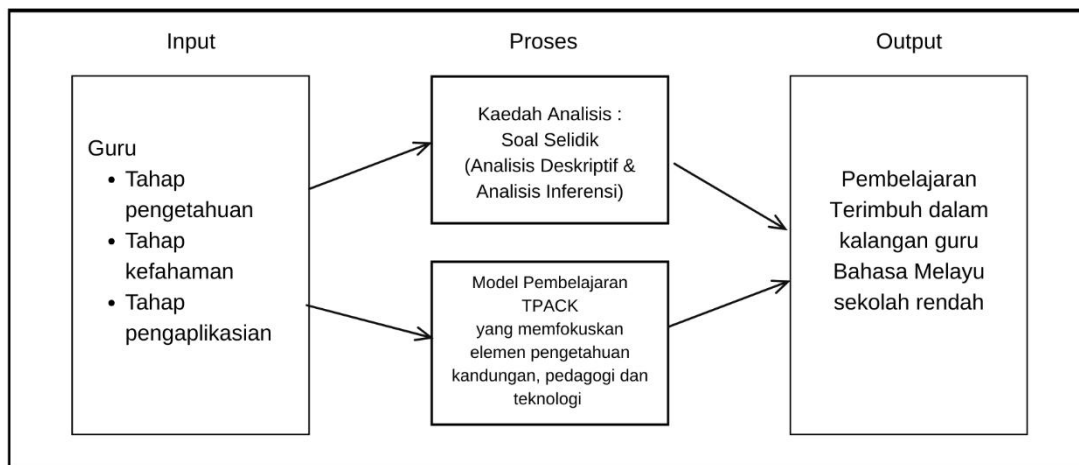 Input
Proses
Output
Guru
• Tahap
pengetahuan
• Tahap
kefahaman
• Tahap
pengaplikasian
Kaedah Analisis :
Soal Selidik
(Analisis Deskriptif &
Analisis Inferensi)
Model Pembelajaran
TPACK
yang memfokuskan
elemen pengetahuan
kandungan, pedagogi dan
teknologi
Pembelajaran
Terimbuh dalam
kalangan guru
Bahasa Melayu
sekolah rendah